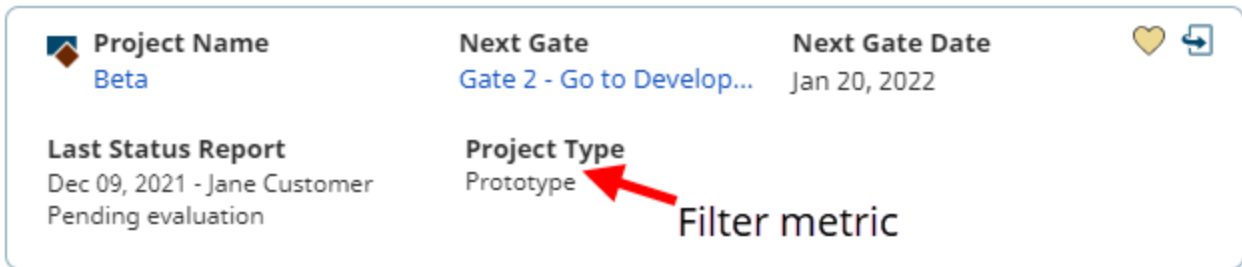 Project Name Next Gate Next Gate Date
Beta Gate 2 - Go to Develop... Jan 20, 2022
Last Status Report Project Type
Dec 09, 2021 - Jane Customer Prototype
Pending evaluation
Filter metric